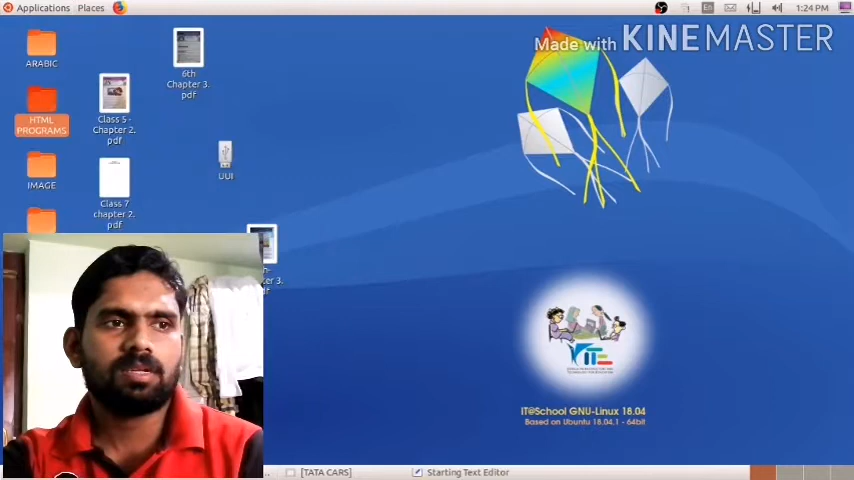 Applications Places
En
1:24 PM
Made with KINEMASTER
ARABIC
HTML
PROGRAMS
IMAGE
Class 5 -
Chapter 2.
pdf
Class 7
chapter 2.
pdf
6th
Chapter 3.
pdf
UUI
IT@School GNU-Linux 18.04
Based on Ubuntu 18.04.1 - 64bit
[TATA CARS]
Starting Text Editor